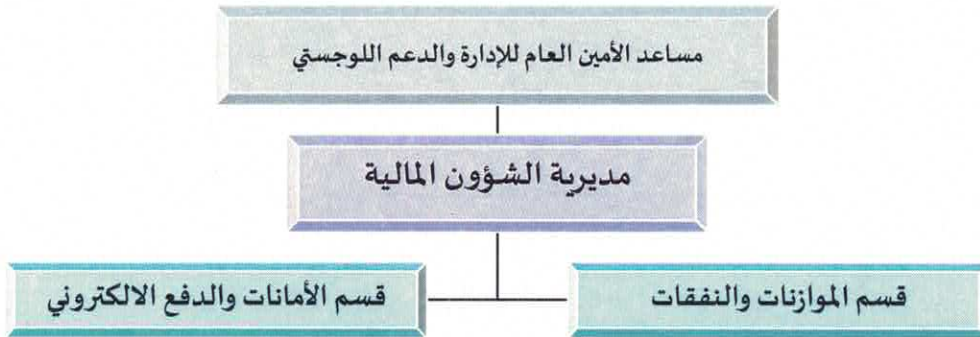 مساعد الأمين العام للإدارة والدعم اللوجستي
مديرية الشؤون المالية
قسم الموازنات والنفقات
قسم الأمانات والدفع الالكتروني